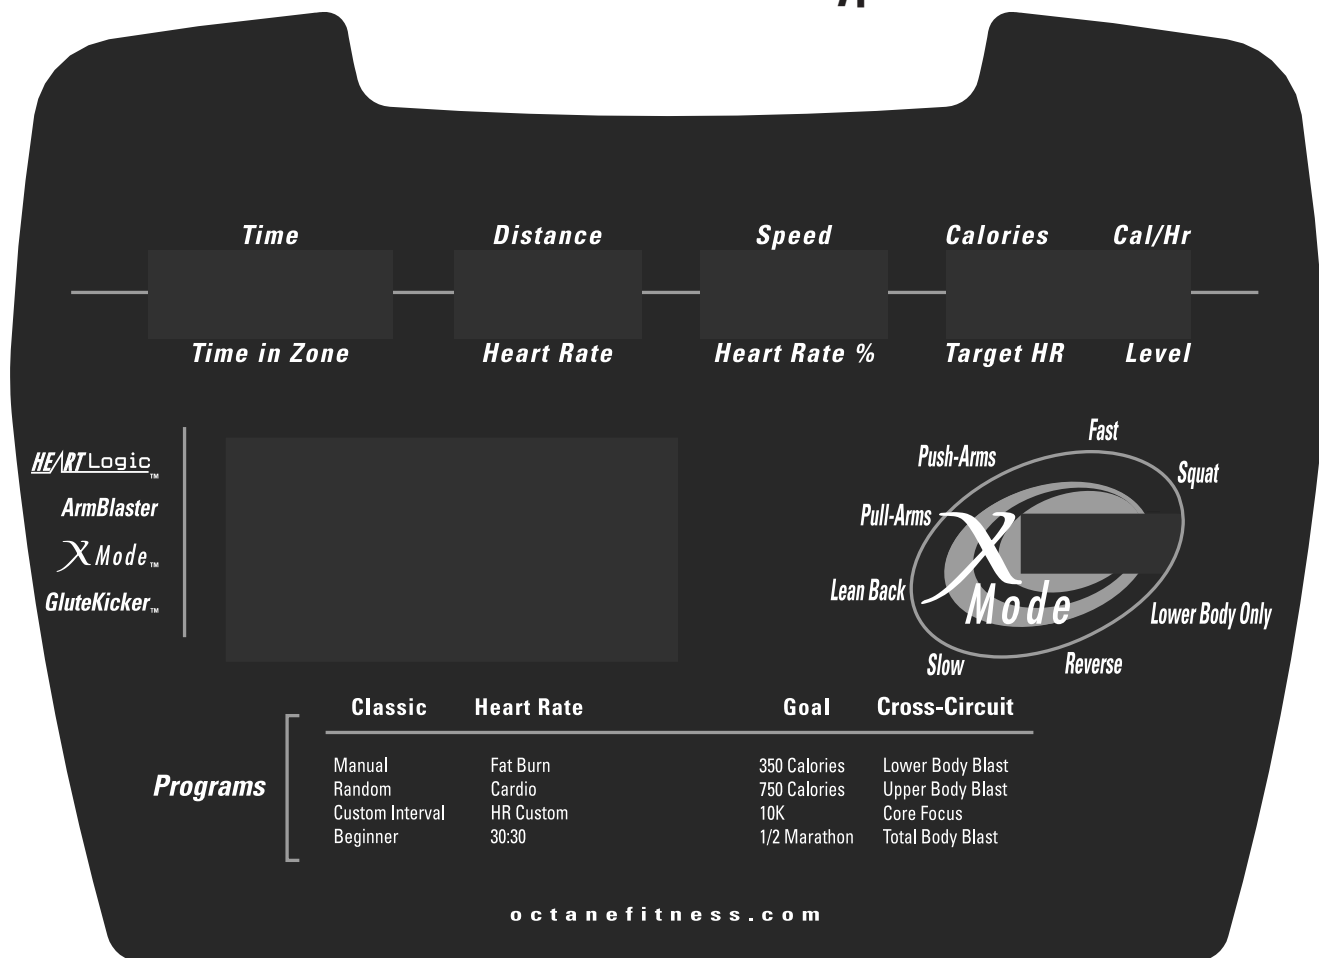 Time Distance Speed Calories Cal/Hr
Time in Zone Heart Rate Heart Rate % Target HR Level
HEART Logic™
ArmBlaster
X Mode™
GluteKicker™
Fast
Push-Arms
Squat
Pull-Arms
X Mode
Lean Back
Lower Body Only
Slow
Reverse
Programs
Classic Heart Rate Goal Cross-Circuit
Manual Fat Burn 350 Calories Lower Body Blast
Random Cardio 750 Calories Upper Body Blast
Custom Interval HR Custom 10K Core Focus
Beginner 30:30 1/2 Marathon Total Body Blast
octanefitness.com